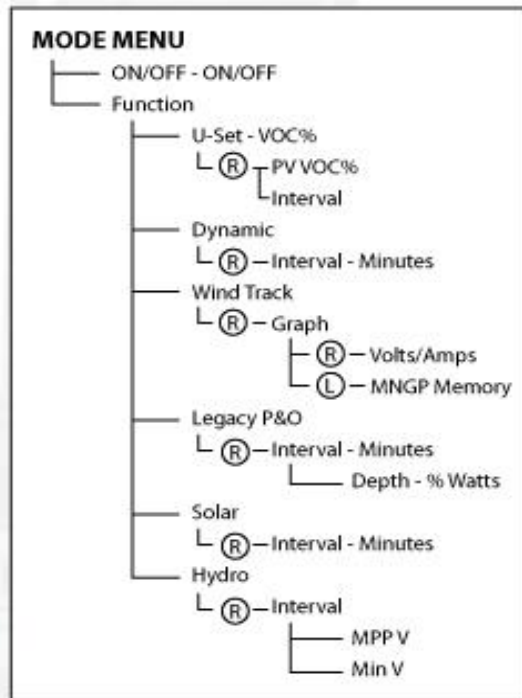 MODE MENU
ON/OFF - ON/OFF
Function
U-Set - VOC%
R PV VOC%
Interval
Dynamic
R Interval - Minutes
Wind Track
R Graph
R Volts/Amps
L MNGP Memory
Legacy P&O
R Interval - Minutes
Depth - % Watts
Solar
R Interval - Minutes
Hydro
R Interval
MPP V
Min V